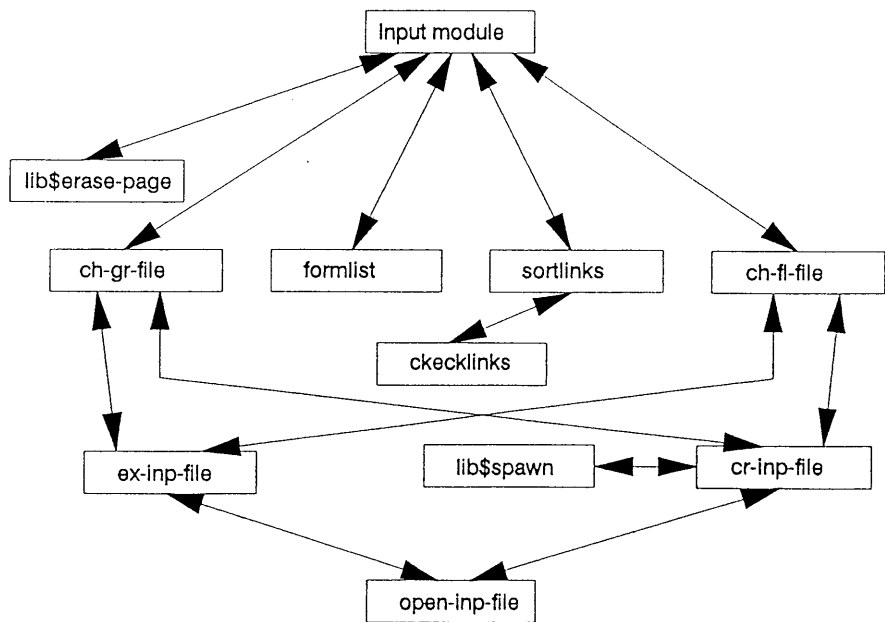 Input module
lib$erase-page
ch-gr-file
formlist
sortlinks
ch-fl-file
ckecklinks
ex-inp-file
lib$spawn
cr-inp-file
open-inp-file